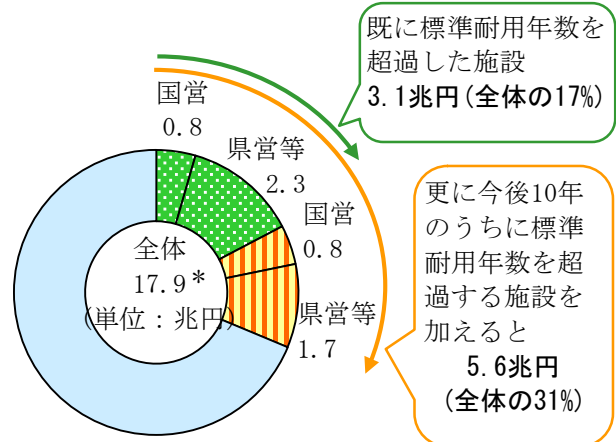 既に標準耐用年数を
超過した施設
3.1兆円(全体の17%)
国営
0.8
県営等
2.3
国営
0.8
県営等
1.7
全体
17.9*
(単位：兆円)
更に今後10年
のうちに標準
耐用年数を超
過する施設を
加えると
5.6兆円
(全体の31%)